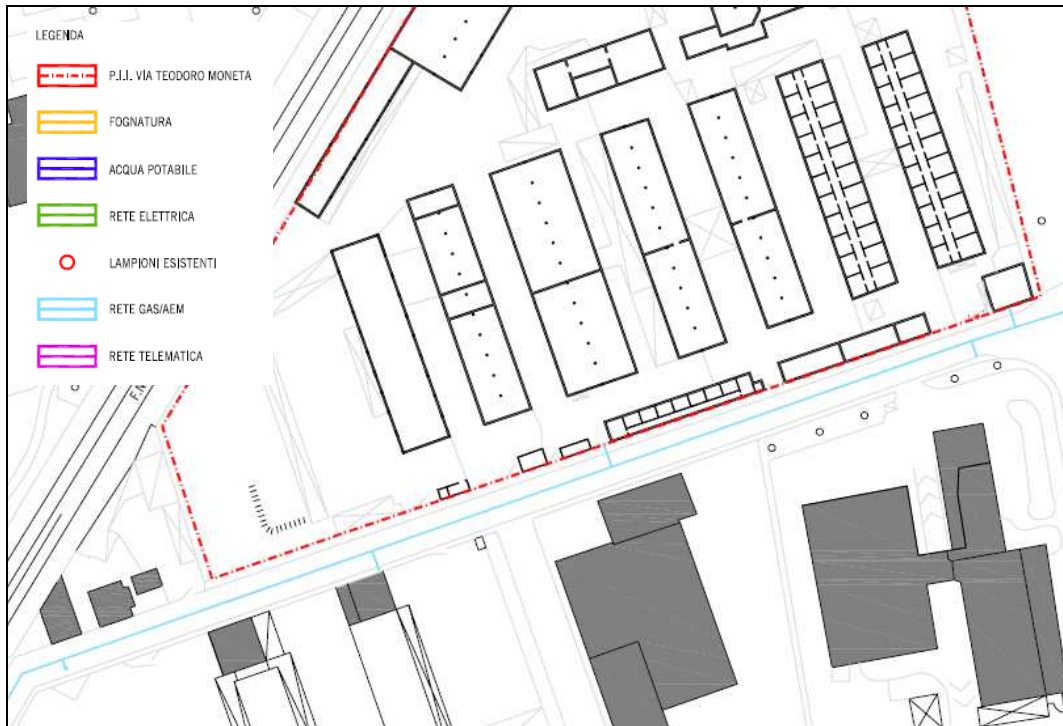 LEGENDA
P.I.I. VIA TEODORO MONETA
FOGNATURA
ACQUA POTABILE
RETE ELETTRICA
LAMPIONI ESISTENTI
RETE GAS/AEM
RETE TELEMATICA